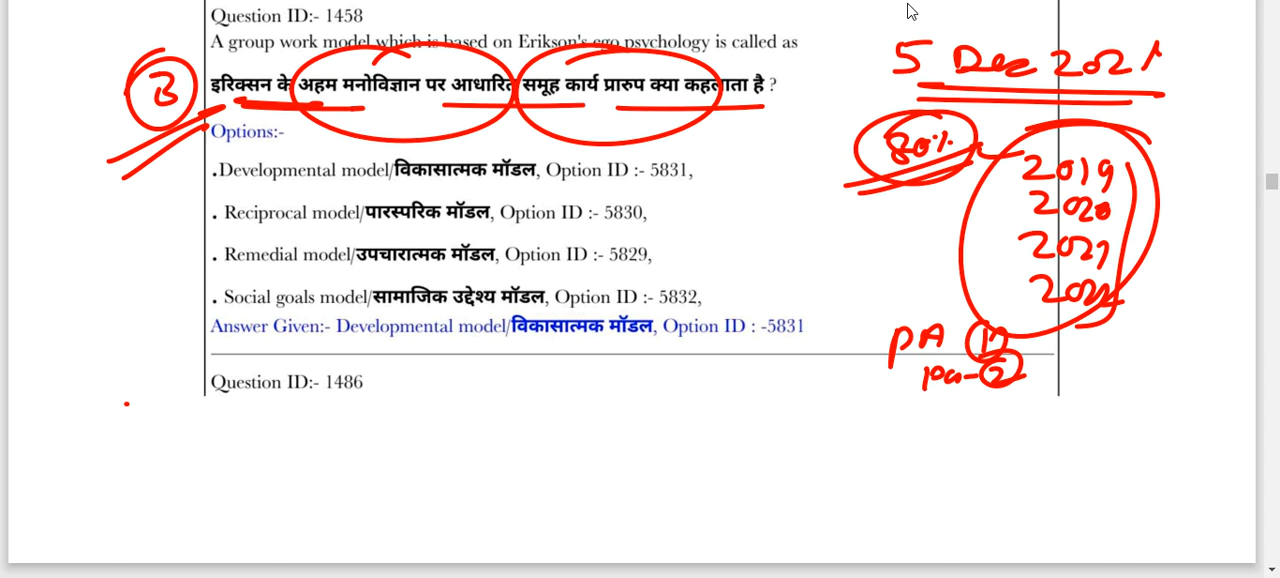 Question ID:- 1458
A group work model which is based on Erikson's ego psychology is called as
इरिक्सन के अहम मनोविज्ञान पर आधारित समूह कार्य प्रारुप क्या कहलाता है ?
Options:-
.Developmental model/विकासात्मक मॉडल, Option ID :- 5831,
. Reciprocal model/पारस्परिक मॉडल, Option ID :- 5830,
. Remedial model/उपचारात्मक मॉडल, Option ID :- 5829,
. Social goals model/सामाजिक उद्देश्य मॉडल, Option ID :- 5832,
Answer Given:- Developmental model/विकासात्मक मॉडल, Option ID : -5831
Question ID:- 1486
B
5 Dec 2021
80%
2019
2020
2021
2022
PA 1
pa-2